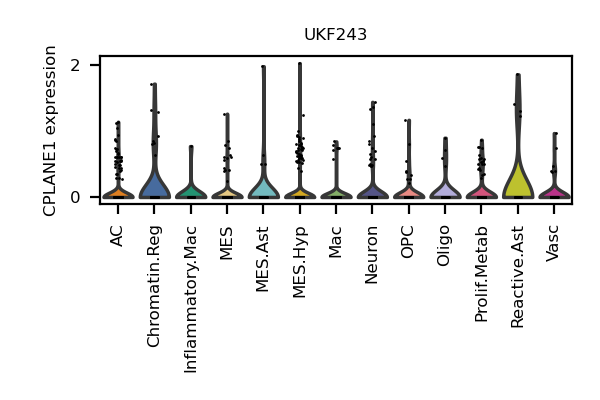 UKF243
CPLANE1 expression
2
0
AC
Chromatin.Reg
Inflammatory.Mac
MES
MES.Ast
MES.Hyp
Mac
Neuron
OPC
Oligo
Prolif.Metab
Reactive.Ast
Vasc